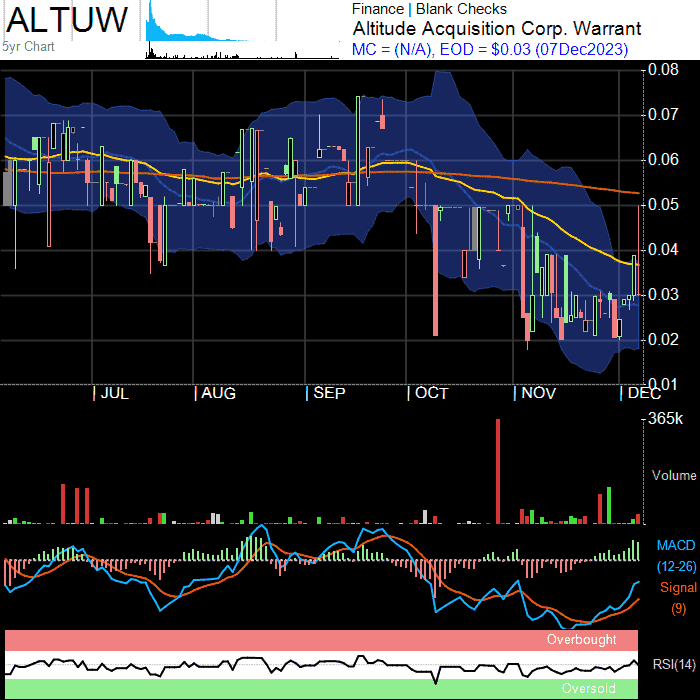 ALTUW
5yr Chart
Finance | Blank Checks
Altitude Acquisition Corp. Warrant
MC = (N/A), EOD = $0.03 (07Dec2023)
0.08
0.07
0.06
0.05
0.04
0.03
0.02
0.01
| JUL | AUG | SEP | OCT | NOV | DEC
365k
Volume
MACD
(12-26)
Signal
(9)
Overbought
RSI(14)
Oversold